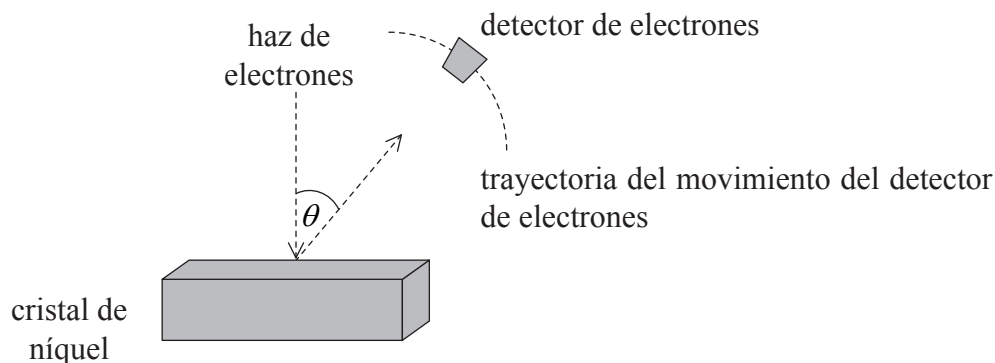 haz de
electrones
detector de electrones
trayectoria del movimiento del detector
de electrones
θ
cristal de
níquel